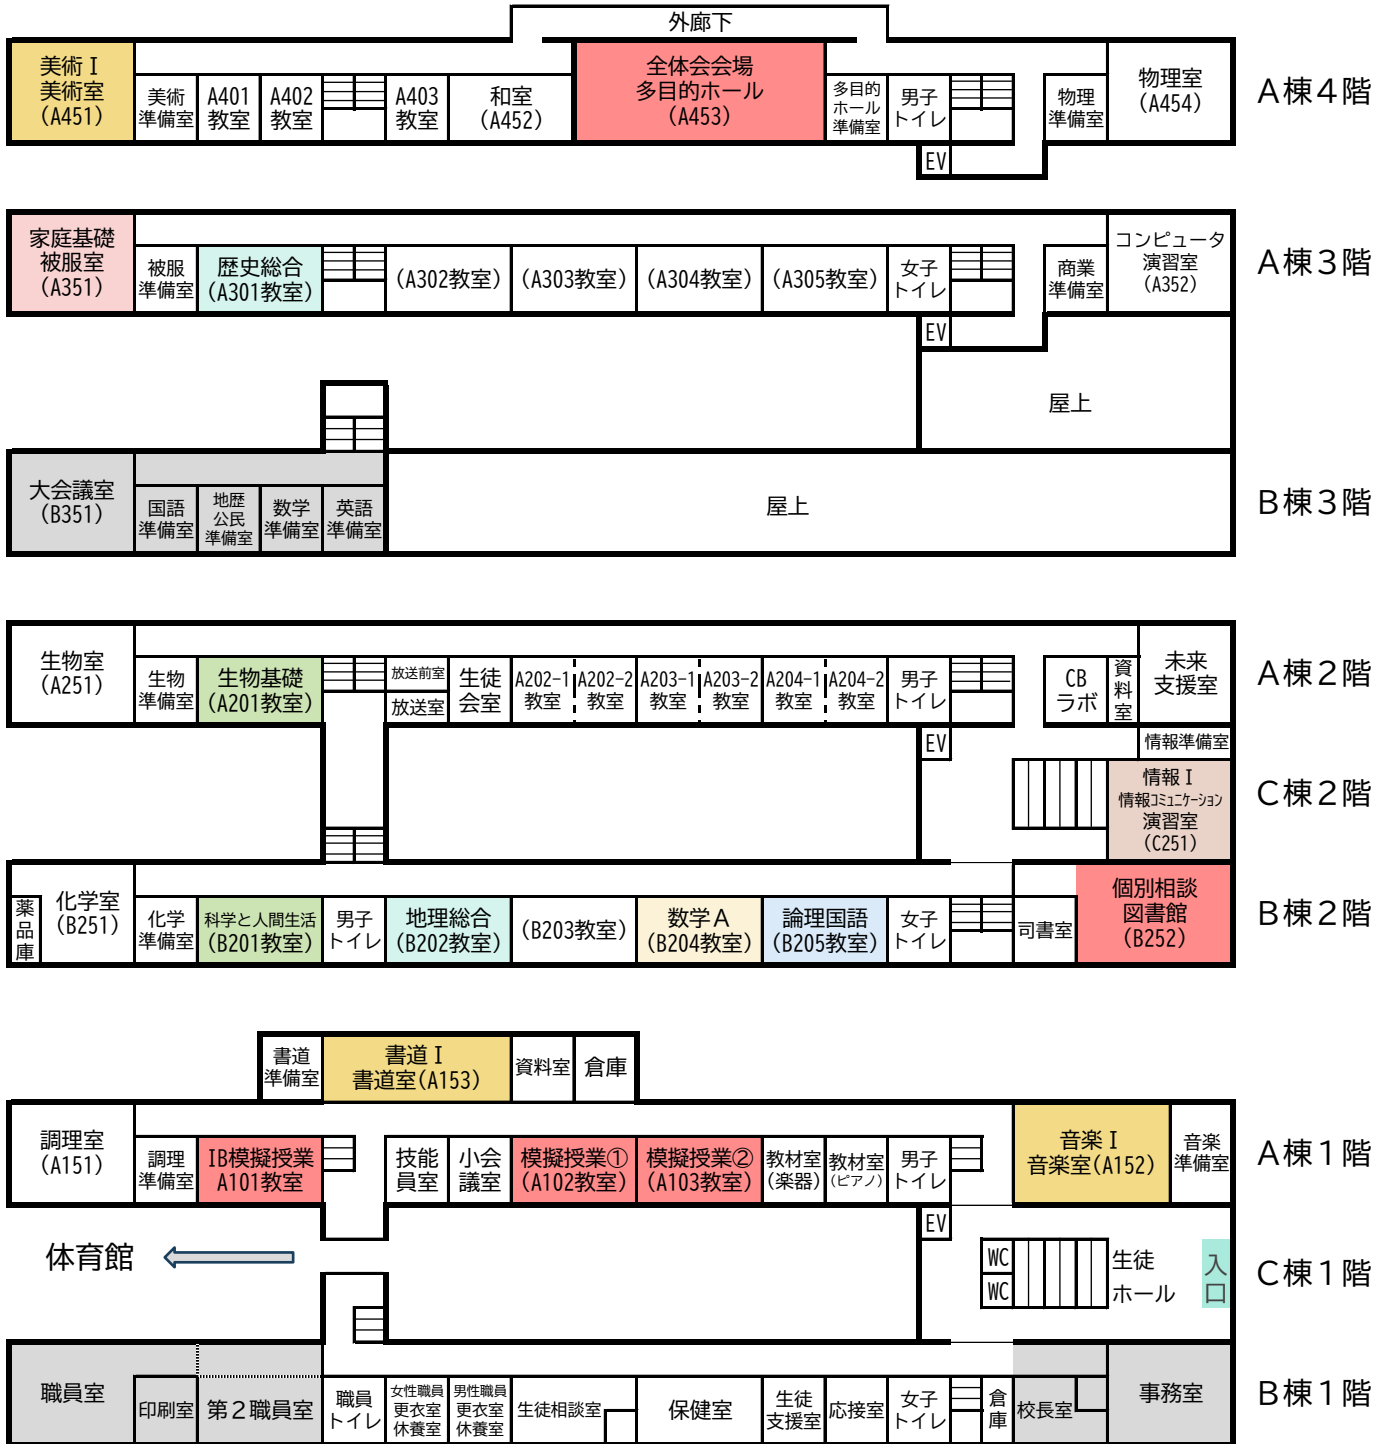 外廊下
美術Ⅰ
美術室
(A451)
美術
準備室
A401
教室
A402
教室
A403
教室
和室
(A452)
全体会会場
多目的ホール
(A453)
多目的
ホール
準備室
男子
トイレ
物理
準備室
物理室
(A454)
EV
A棟4階
家庭基礎
被服室
(A351)
被服
準備室
歴史総合
(A301教室)
(A302教室)
(A303教室)
(A304教室)
(A305教室)
女子
トイレ
商業
準備室
コンピュータ
演習室
(A352)
EV
A棟3階
屋上
大会議室
(B351)
国語
準備室
地歴
公民
準備室
数学
準備室
英語
準備室
屋上
B棟3階
生物室
(A251)
生物
準備室
生物基礎
(A201教室)
放送前室
放送室
生徒
会室
A202-1
教室
A202-2
教室
A203-1
教室
A203-2
教室
A204-1
教室
A204-2
教室
男子
トイレ
CB
ラボ
資
料
室
未来
支援室
A棟2階
EV
情報準備室
情報Ⅰ
情報コミュニケーション
演習室
(C251)
C棟2階
薬
品
庫
化学室
(B251)
化学
準備室
科学と人間生活
(B201教室)
男子
トイレ
地理総合
(B202教室)
(B203教室)
数学A
(B204教室)
論理国語
(B205教室)
女子
トイレ
司書室
個別相談
図書館
(B252)
B棟2階
書道
準備室
書道Ⅰ
書道室(A153)
資料室
倉庫
調理室
(A151)
調理
準備室
IB模擬授業
A101教室
技能
員室
小会
議室
模擬授業①
(A102教室)
模擬授業②
(A103教室)
教材室
(楽器)
教材室
(ピアノ)
男子
トイレ
音楽Ⅰ
音楽室(A152)
音楽
準備室
A棟1階
体育館
EV
WC
WC
生徒
ホール
入
口
C棟1階
職員室
印刷室
第2職員室
職員
トイレ
女性職員
更衣室
休養室
男性職員
更衣室
休養室
生徒相談室
保健室
生徒
支援室
応接室
女子
トイレ
倉
庫
校長室
事務室
B棟1階